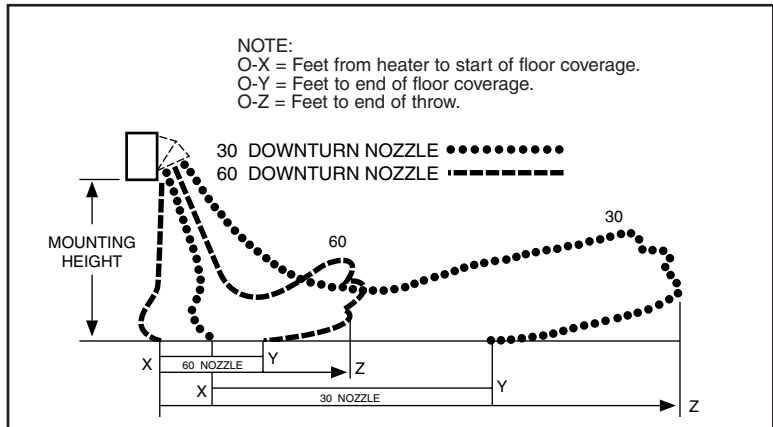 NOTE:
O-X = Feet from heater to start of floor coverage.
O-Y = Feet to end of floor coverage.
O-Z = Feet to end of throw.
30 DOWNTURN NOZZLE
60 DOWNTURN NOZZLE
30
60
MOUNTING
HEIGHT
X 60 NOZZLE Y Z
X 30 NOZZLE Y Z